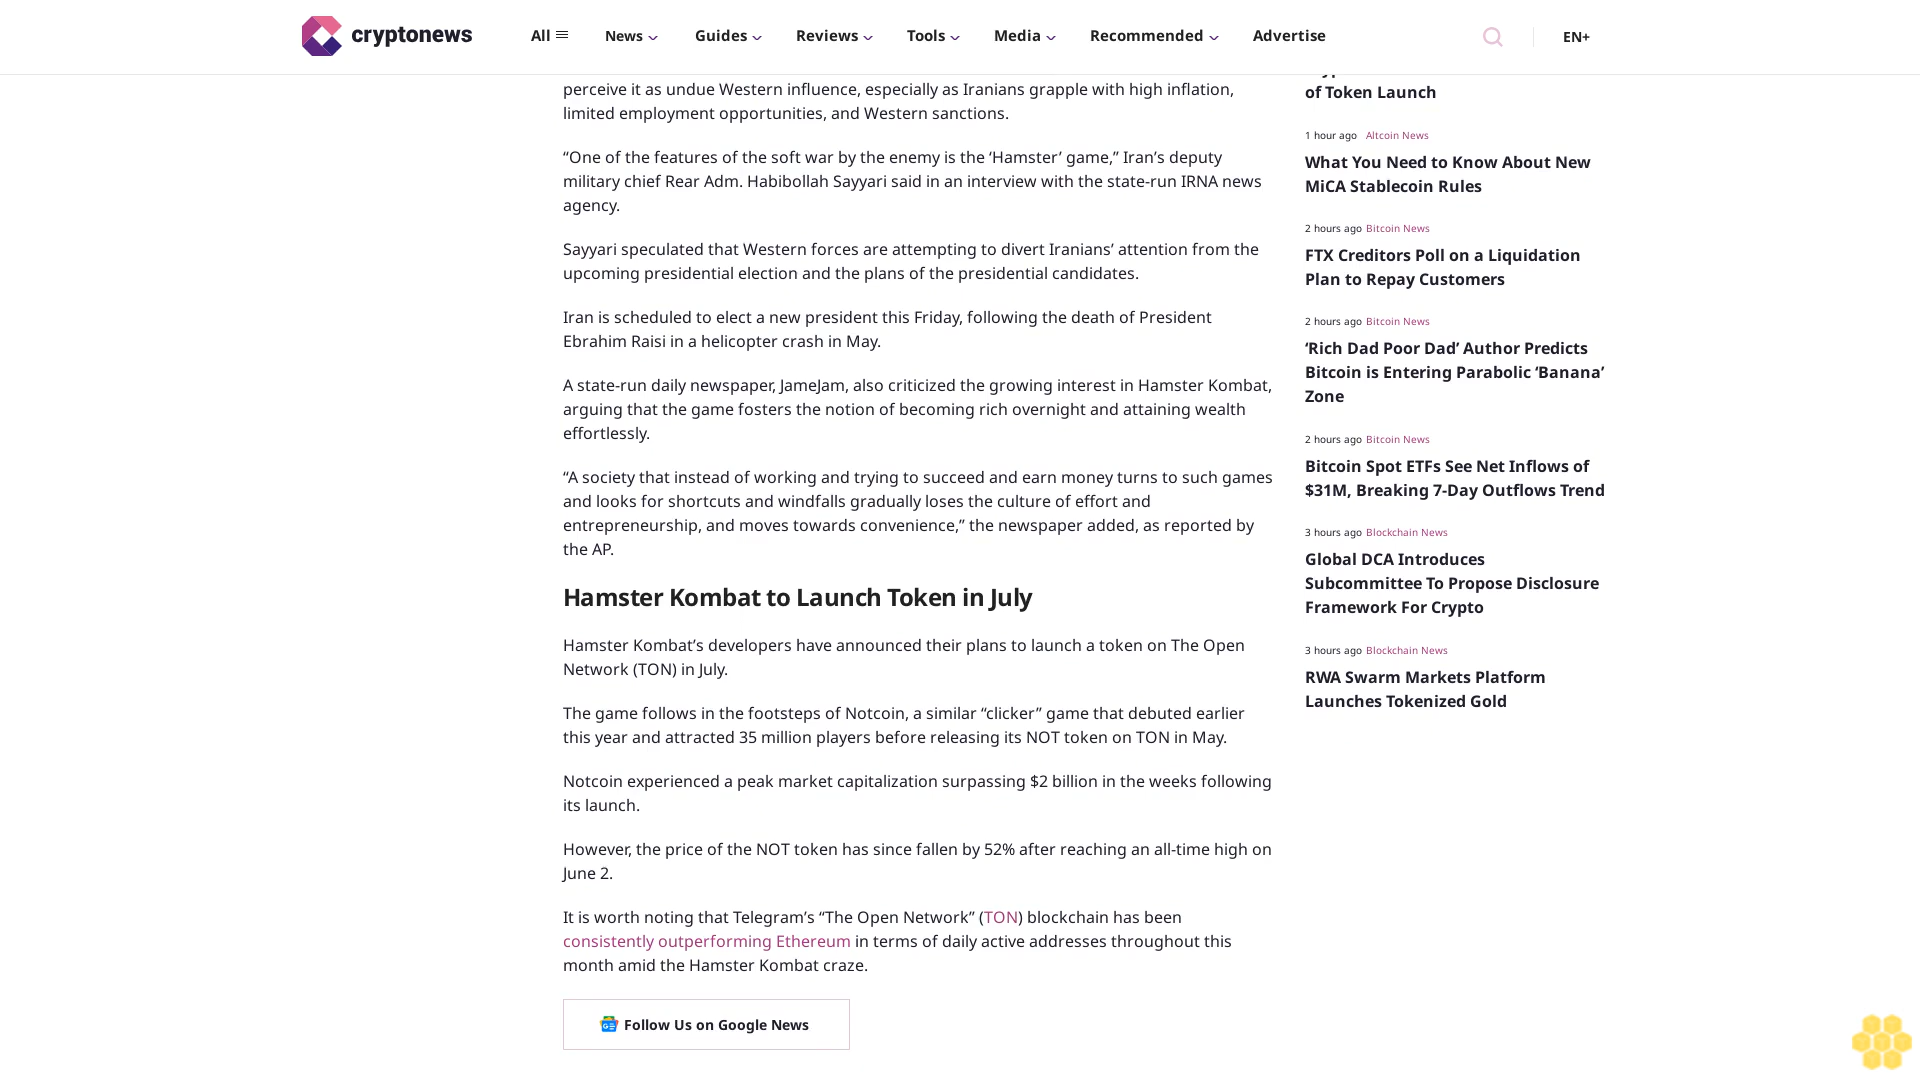 cryptonews
All
News
Guides
Reviews
Tools
Media
Recommended
Advertise
EN+
perceive it as undue Western influence, especially as Iranians grapple with high inflation,
limited employment opportunities, and Western sanctions.
“One of the features of the soft war by the enemy is the ‘Hamster’ game,” Iran’s deputy
military chief Rear Adm. Habibollah Sayyari said in an interview with the state-run IRNA news
agency.
Sayyari speculated that Western forces are attempting to divert Iranians’ attention from the
upcoming presidential election and the plans of the presidential candidates.
Iran is scheduled to elect a new president this Friday, following the death of President
Ebrahim Raisi in a helicopter crash in May.
A state-run daily newspaper, JameJam, also criticized the growing interest in Hamster Kombat,
arguing that the game fosters the notion of becoming rich overnight and attaining wealth
effortlessly.
“A society that instead of working and trying to succeed and earn money turns to such games
and looks for shortcuts and windfalls gradually loses the culture of effort and
entrepreneurship, and moves towards convenience,” the newspaper added, as reported by
the AP.
Hamster Kombat to Launch Token in July
Hamster Kombat’s developers have announced their plans to launch a token on The Open
Network (TON) in July.
The game follows in the footsteps of Notcoin, a similar “clicker” game that debuted earlier
this year and attracted 35 million players before releasing its NOT token on TON in May.
Notcoin experienced a peak market capitalization surpassing $2 billion in the weeks following
its launch.
However, the price of the NOT token has since fallen by 52% after reaching an all-time high on
June 2.
It is worth noting that Telegram’s “The Open Network” (TON) blockchain has been
consistently outperforming Ethereum in terms of daily active addresses throughout this
month amid the Hamster Kombat craze.
Follow Us on Google News
of Token Launch
1 hour ago Altcoin News
What You Need to Know About New
MiCA Stablecoin Rules
2 hours ago Bitcoin News
FTX Creditors Poll on a Liquidation
Plan to Repay Customers
2 hours ago Bitcoin News
‘Rich Dad Poor Dad’ Author Predicts
Bitcoin is Entering Parabolic ‘Banana’
Zone
2 hours ago Bitcoin News
Bitcoin Spot ETFs See Net Inflows of
$31M, Breaking 7-Day Outflows Trend
3 hours ago Blockchain News
Global DCA Introduces
Subcommittee To Propose Disclosure
Framework For Crypto
3 hours ago Blockchain News
RWA Swarm Markets Platform
Launches Tokenized Gold